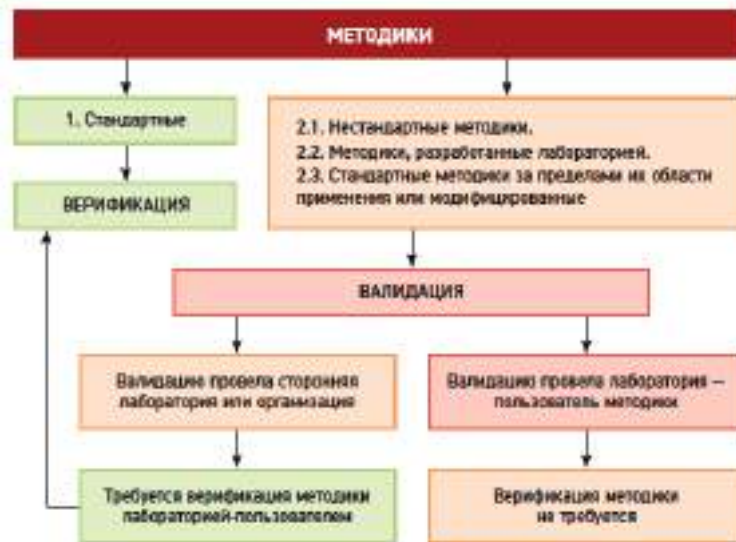 МЕТОДИКИ
1. Стандартные
2.1. Нестандартные методики.
2.2. Методики, разработанные лабораторией.
2.3. Стандартные методики за пределами их области
применения или модифицированные
ВЕРИФИКАЦИЯ
ВАЛИДАЦИЯ
Валидацию провела сторонняя
лаборатория или организация
Валидацию провела лаборатория —
пользователь методики
Требуется верификация методики
лабораторией-пользователем
Верификация методики
не требуется